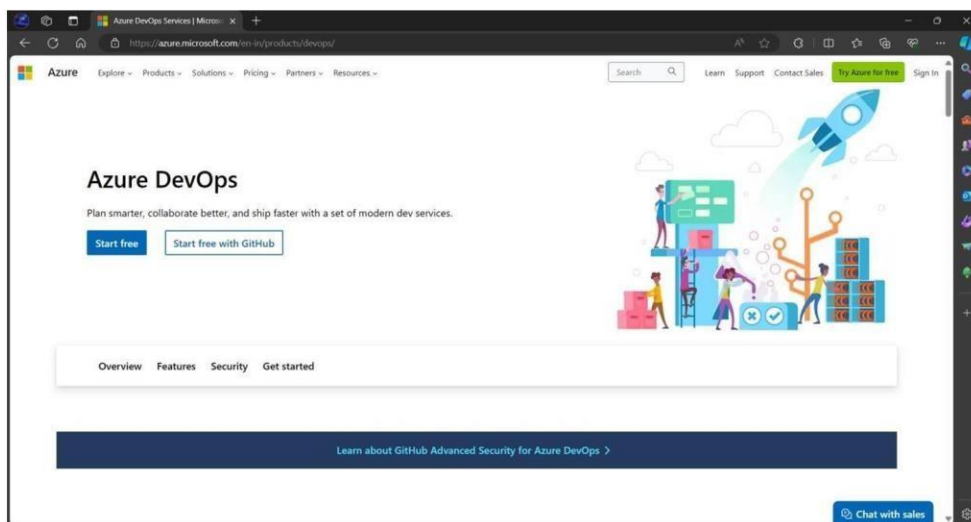 Azure DevOps Services | Micros
https://azure.microsoft.com/en-in/products/devops/
Azure Explore Products Solutions Pricing Partners Resources Search Learn Support Contact Sales Try Azure for free Sign In
Azure DevOps
Plan smarter, collaborate better, and ship faster with a set of modern dev services.
Start free Start free with GitHub
Overview Features Security Get started
Learn about GitHub Advanced Security for Azure DevOps
Chat with sales